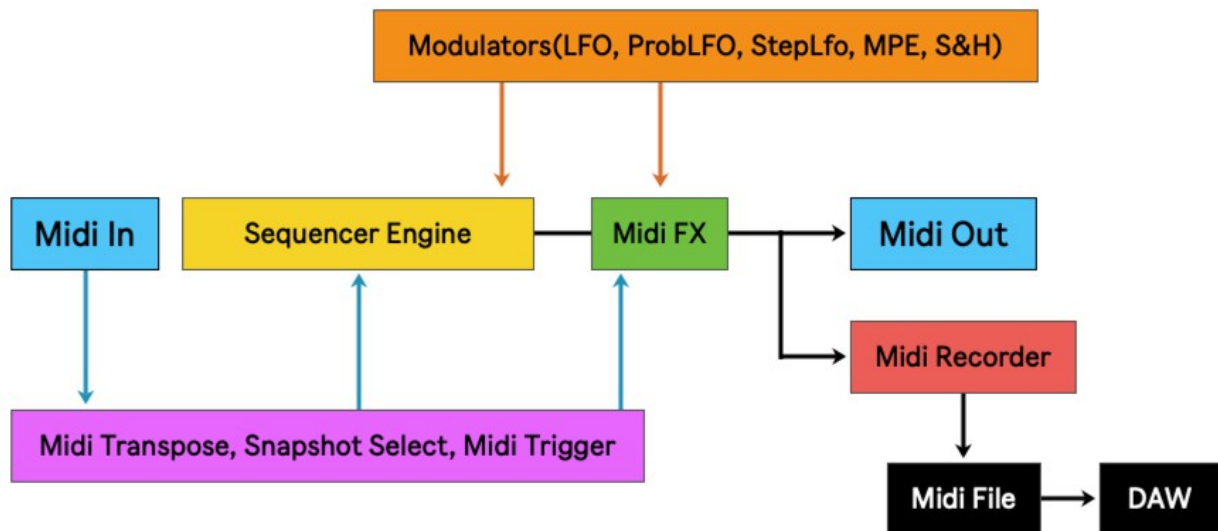 Modulators(LFO, ProbLFO, StepLfo, MPE, S&H)
Midi In
Sequencer Engine
Midi FX
Midi Out
Midi Recorder
Midi Transpose, Snapshot Select, Midi Trigger
Midi File
DAW